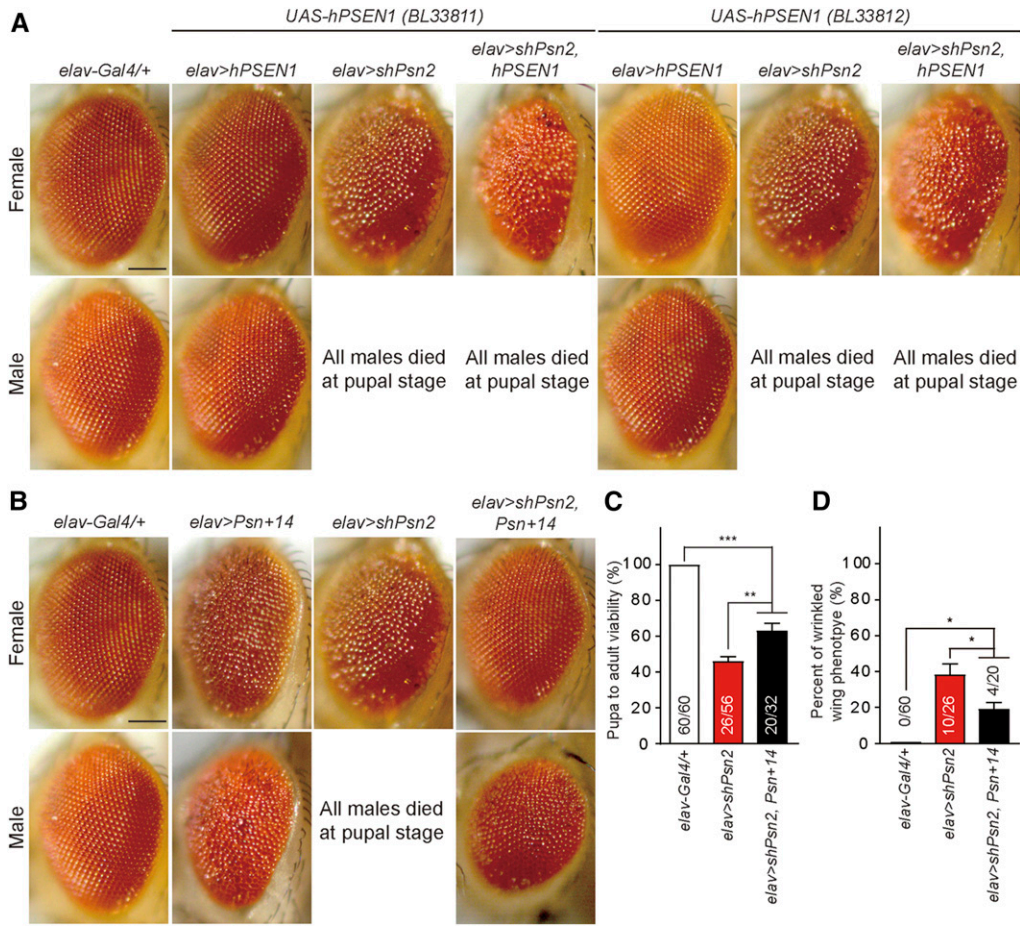 A
UAS-hPSEN1 (BL33811)
UAS-hPSEN1 (BL33812)
elav-Gal4/+
elav>hPSEN1
elav>shPsn2
elav>shPsn2,
hPSEN1
elav>hPSEN1
elav>shPsn2
elav>shPsn2,
hPSEN1
Female
Male
All males died
at pupal stage
All males died
at pupal stage
All males died
at pupal stage
All males died
at pupal stage
B
elav-Gal4/+
elav>Psn+14
elav>shPsn2
elav>shPsn2,
Psn+14
Female
Male
All males died
at pupal stage
C
Pupa to adult viability (%)
100
80
60
40
20
0
***
**
60/60
26/56
20/32
elav-Gal4/+
elav>shPsn2
elav>shPsn2, Psn+14
D
Percent of wrinkled
wing phenotpye (%)
100
80
60
40
20
0
*
*
0/60
10/26
4/20
elav-Gal4/+
elav>shPsn2
elav>shPsn2, Psn+14